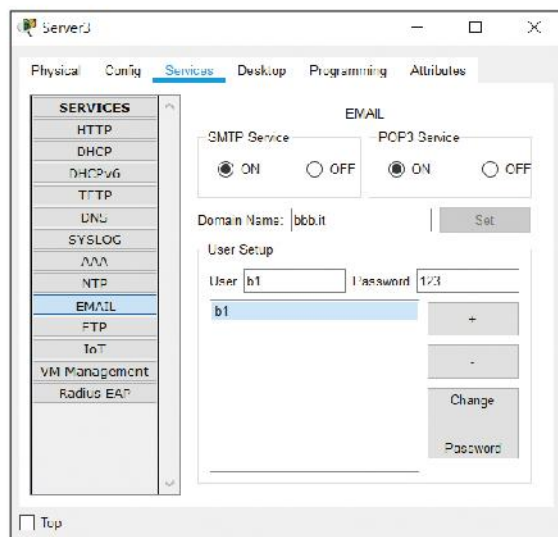 Server3
Physical Config Services Desktop Programming Attributes
SERVICES
HTTP
DHCP
DHCPv6
TFTP
DNS
SYSLOG
AAA
NTP
EMAIL
FTP
IoT
VM Management
Radius EAP
EMAIL
SMTP Service
ON OFF
POP3 Service
ON OFF
Domain Name: bbb.it Set
User Setup
User b1 Password 123
b1
+
-
Change
Password
Top